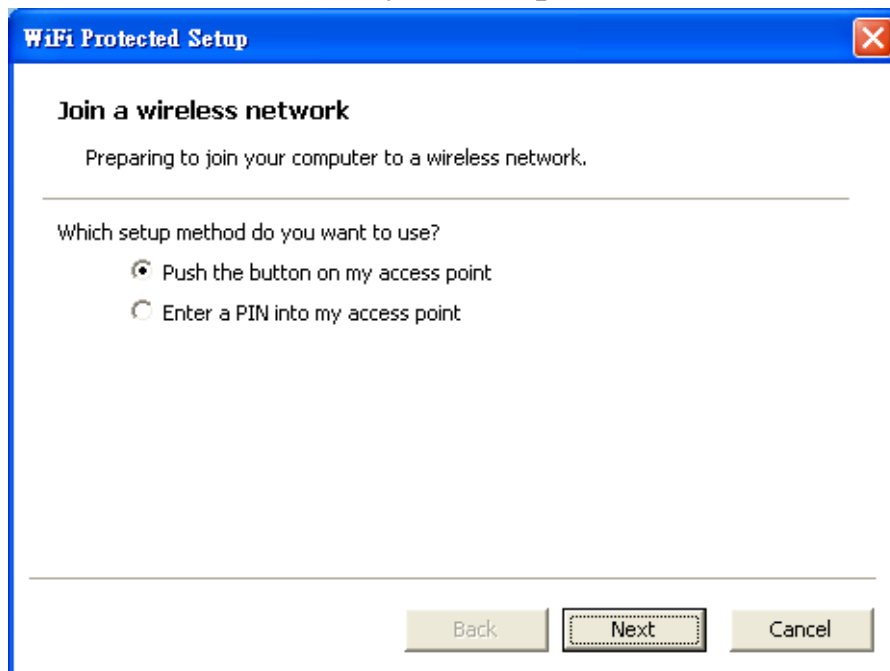 WiFi Protected Setup
Join a wireless network
Preparing to join your computer to a wireless network.
Which setup method do you want to use?
Push the button on my access point
Enter a PIN into my access point
Back Next Cancel